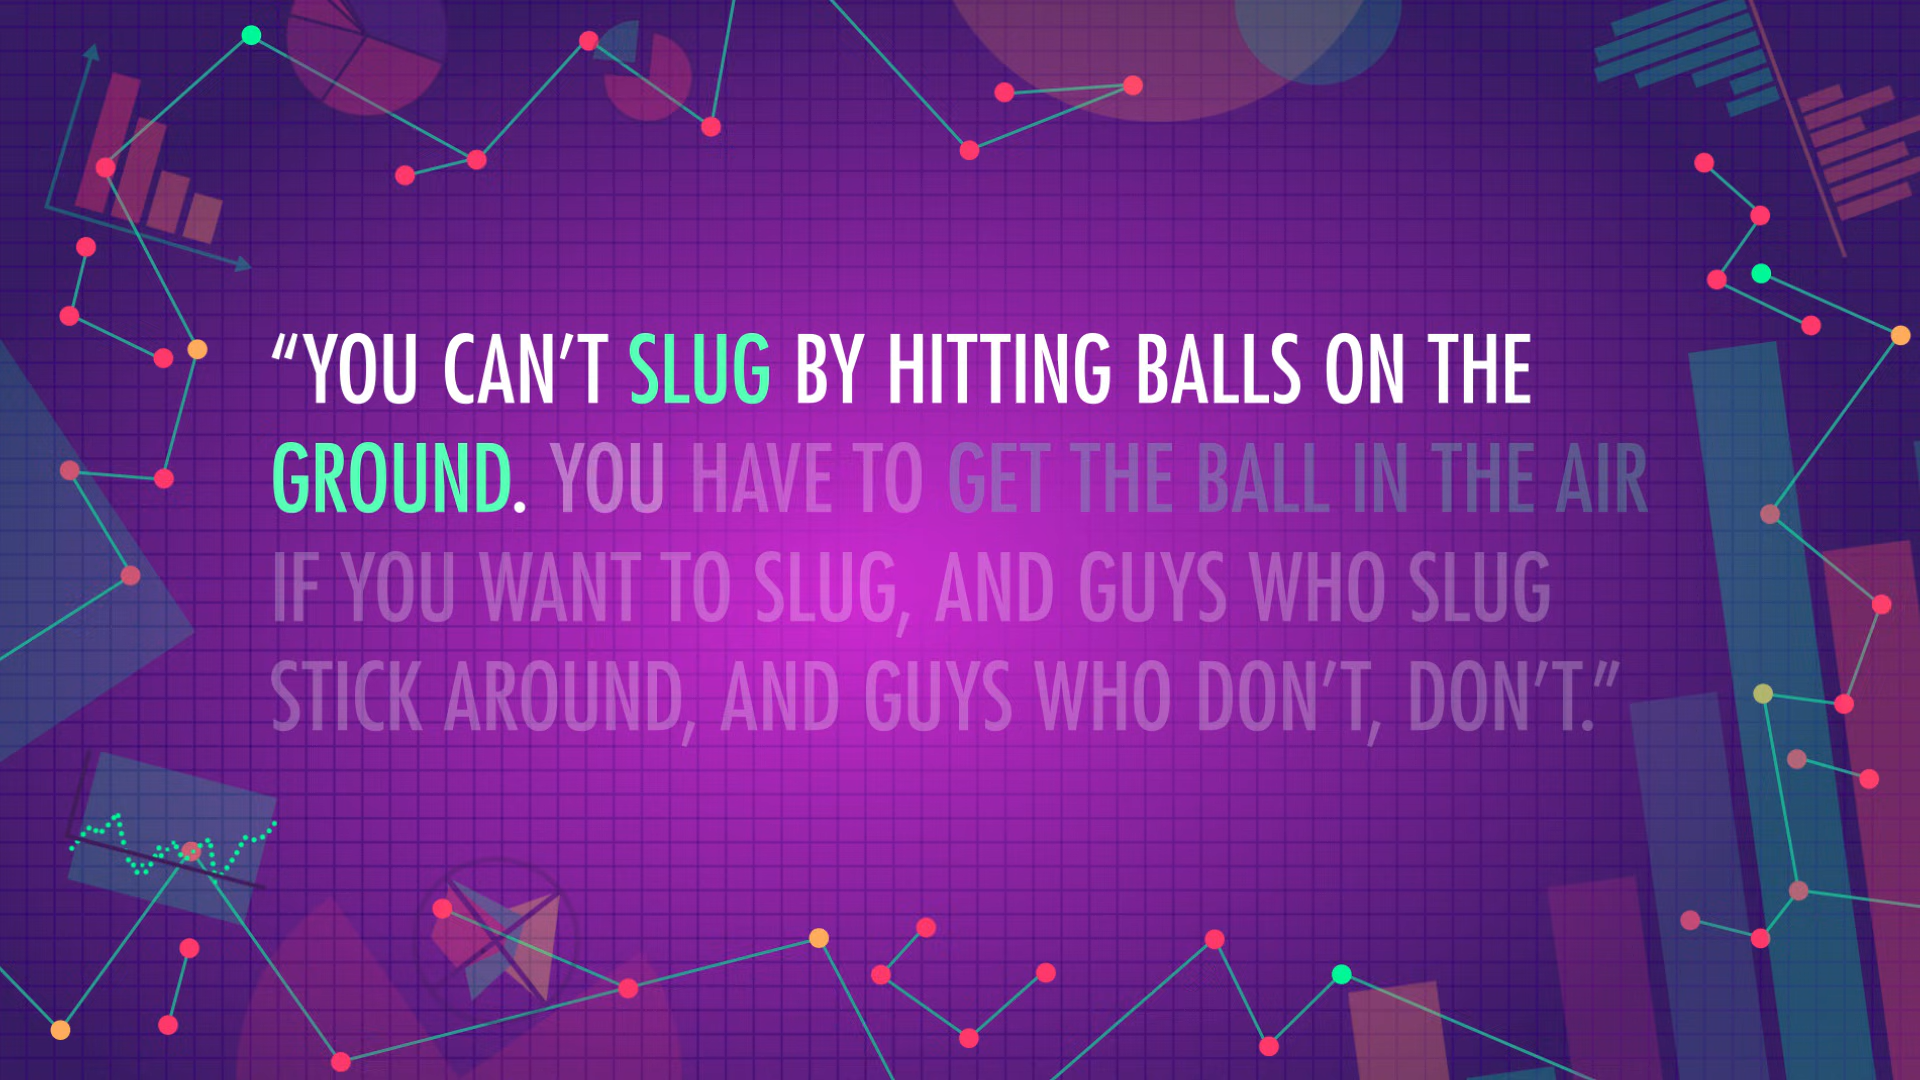 “YOU CAN’T SLUG BY HITTING BALLS ON THE
GROUND. YOU HAVE TO GET THE BALL IN THE AIR
IF YOU WANT TO SLUG, AND GUYS WHO SLUG
STICK AROUND, AND GUYS WHO DON’T, DON’T.”